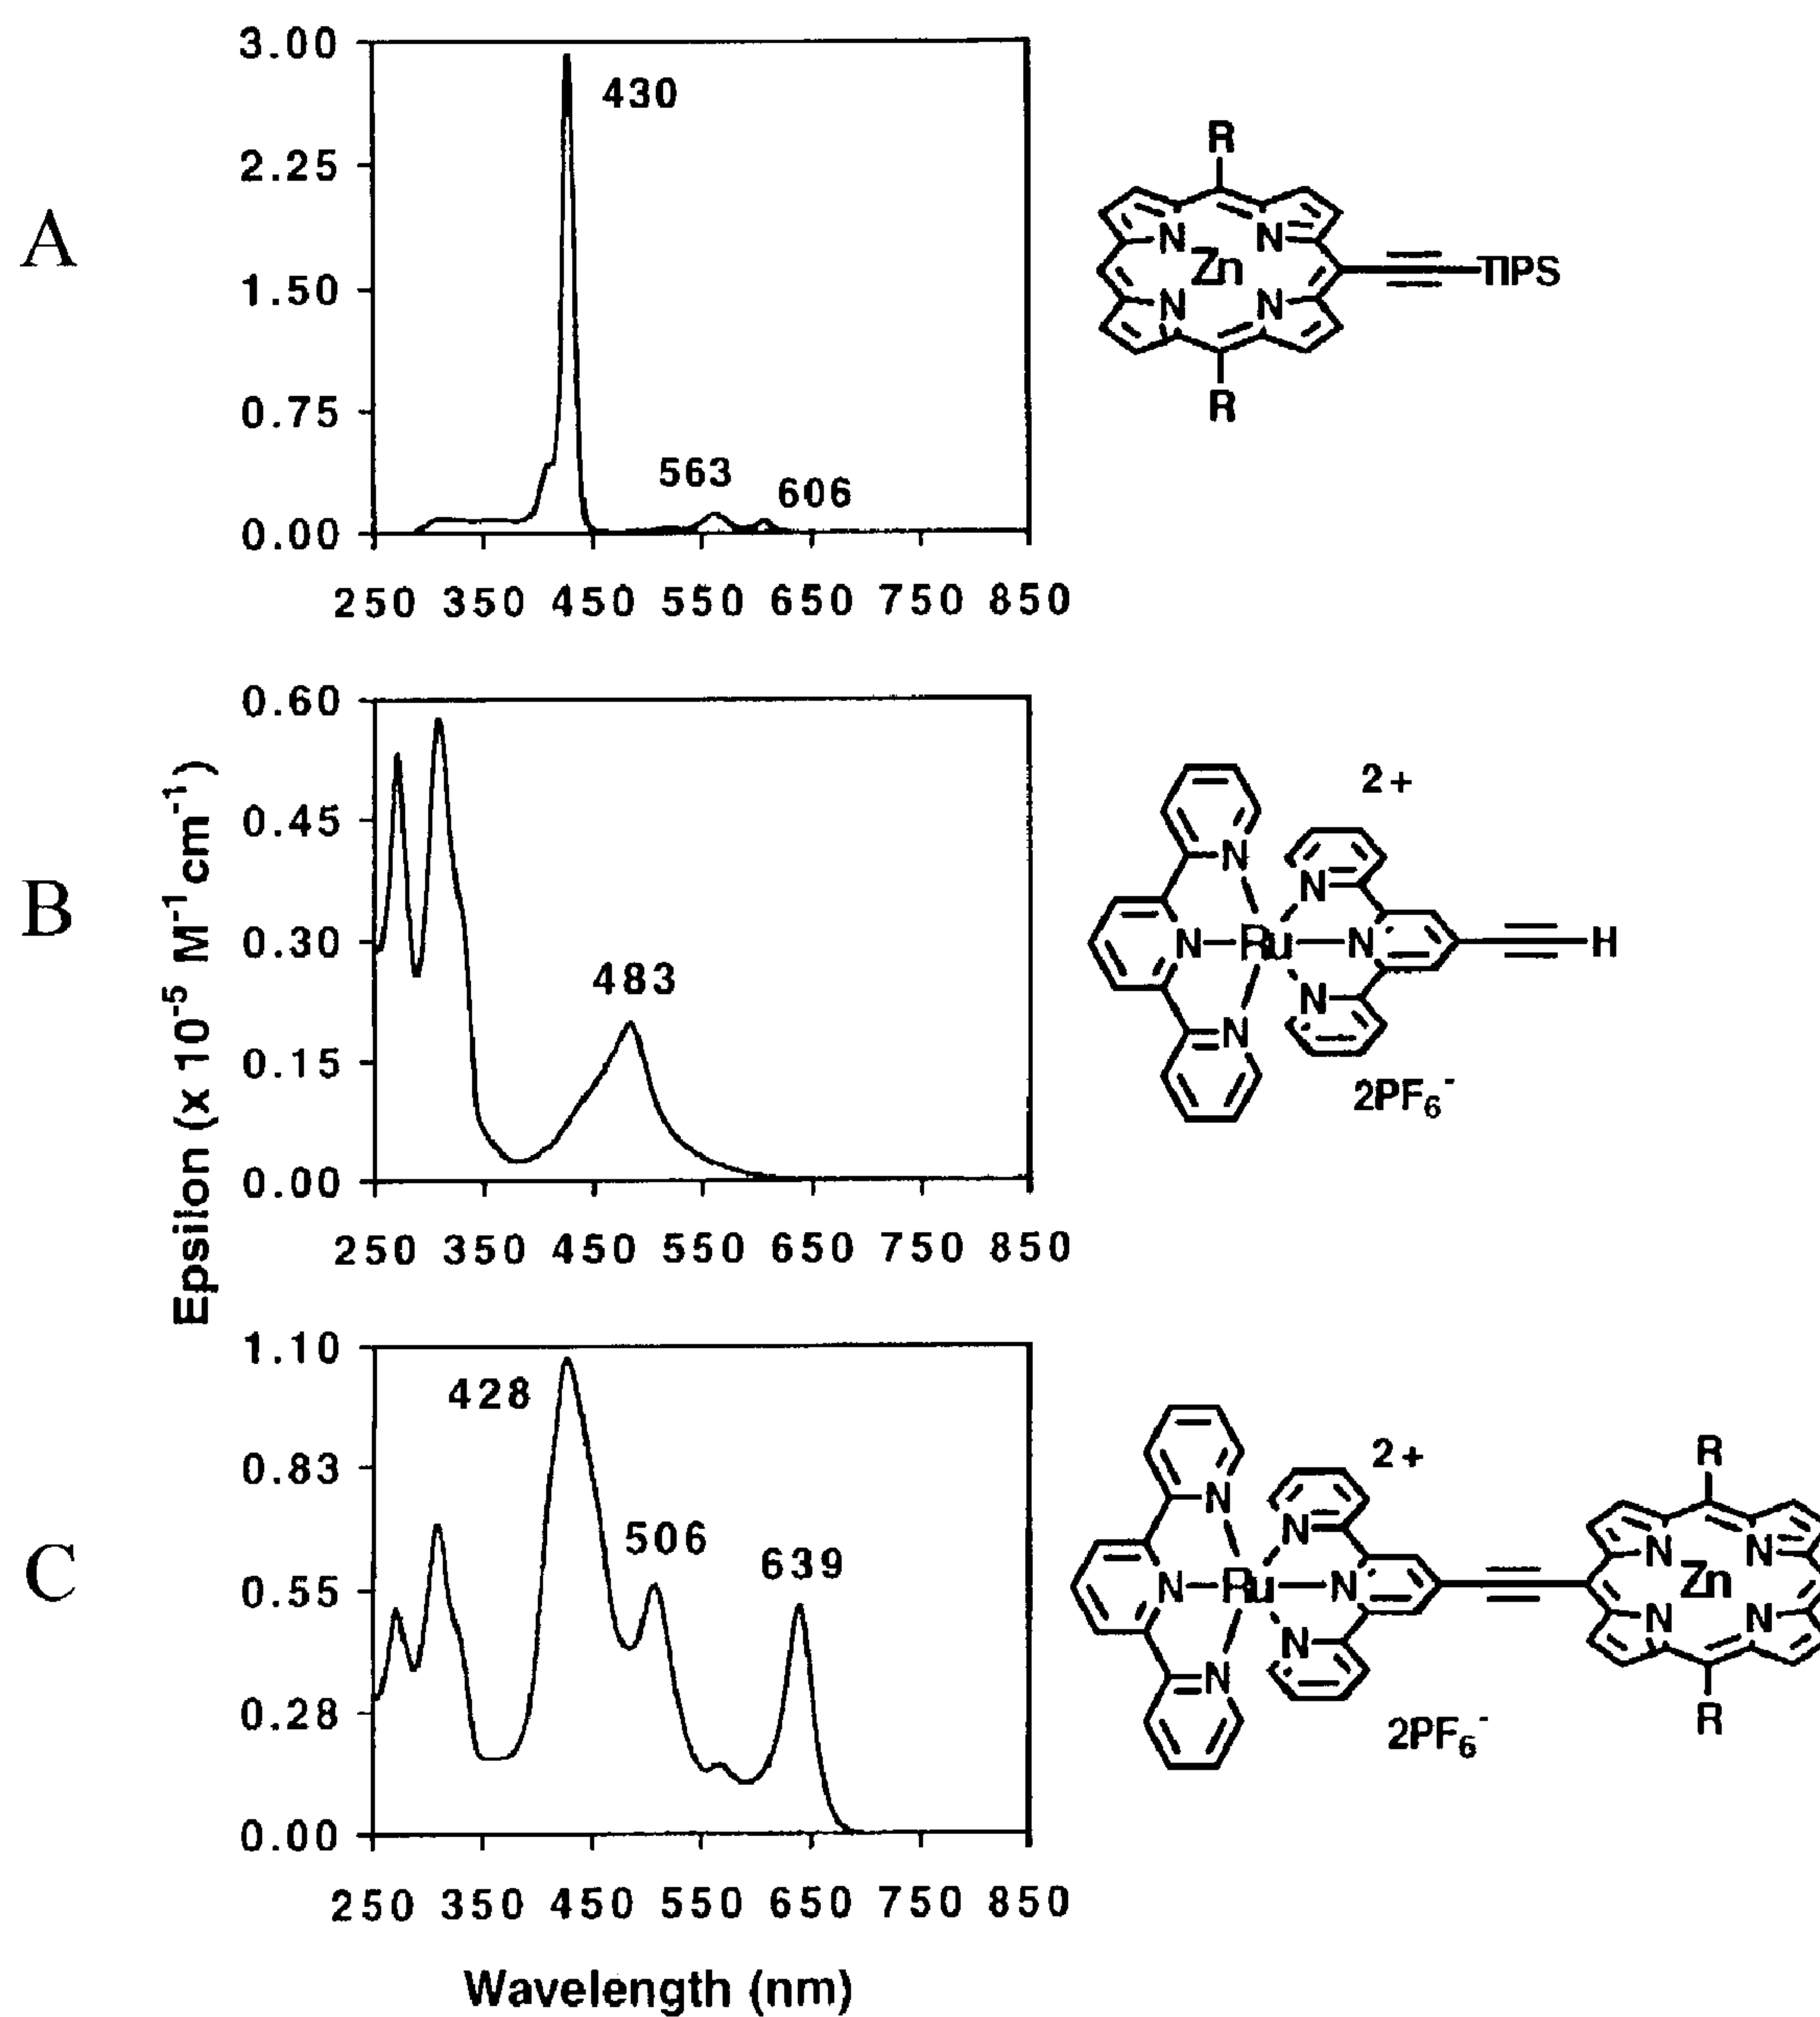 A
3.00
2.25
1.50
0.75
0.00
430
563
606
250 350 450 550 650 750 850
R
N N
Zn
N N
TIPS
R
Epsilon (x 10⁻⁵ M⁻¹ cm⁻¹)
B
0.60
0.45
0.30
0.15
0.00
483
250 350 450 550 650 750 850
2+
N
N
N Ru N H
N
N
2PF₆⁻
C
1.10
0.83
0.55
0.28
0.00
428
506
639
250 350 450 550 650 750 850
Wavelength (nm)
2+
R
N
N
N N
N Ru N Zn
N N
N
N
R
2PF₆⁻